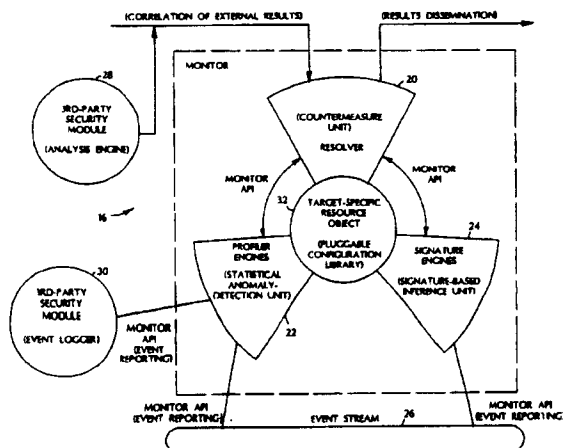 (CORRELATION OF EXTERNAL RESULTS)
(RESULTS DISSEMINATION)
28
MONITOR
20
3RD-PARTY
SECURITY
MODULE
(ANALYSIS ENGINE)
(COUNTERMEASURE
UNIT)
RESOLVER
MONITOR
API
MONITOR
API
16
32
TARGET-SPECIFIC
RESOURCE
OBJECT
(PLUGGABLE
CONFIGURATION
LIBRARY)
24
PROFILER
ENGINES
(STATISTICAL
ANOMALY-
DETECTION UNIT)
SIGNATURE
ENGINES
(SIGNATURE-BASED
INFERENCE UNIT)
30
3RD-PARTY
SECURITY
MODULE
(EVENT LOGGER)
22
MONITOR
API
(EVENT
REPORTING)
MONITOR API
(EVENT REPORTING)
EVENT STREAM
26
MONITOR API
(EVENT REPORTING)